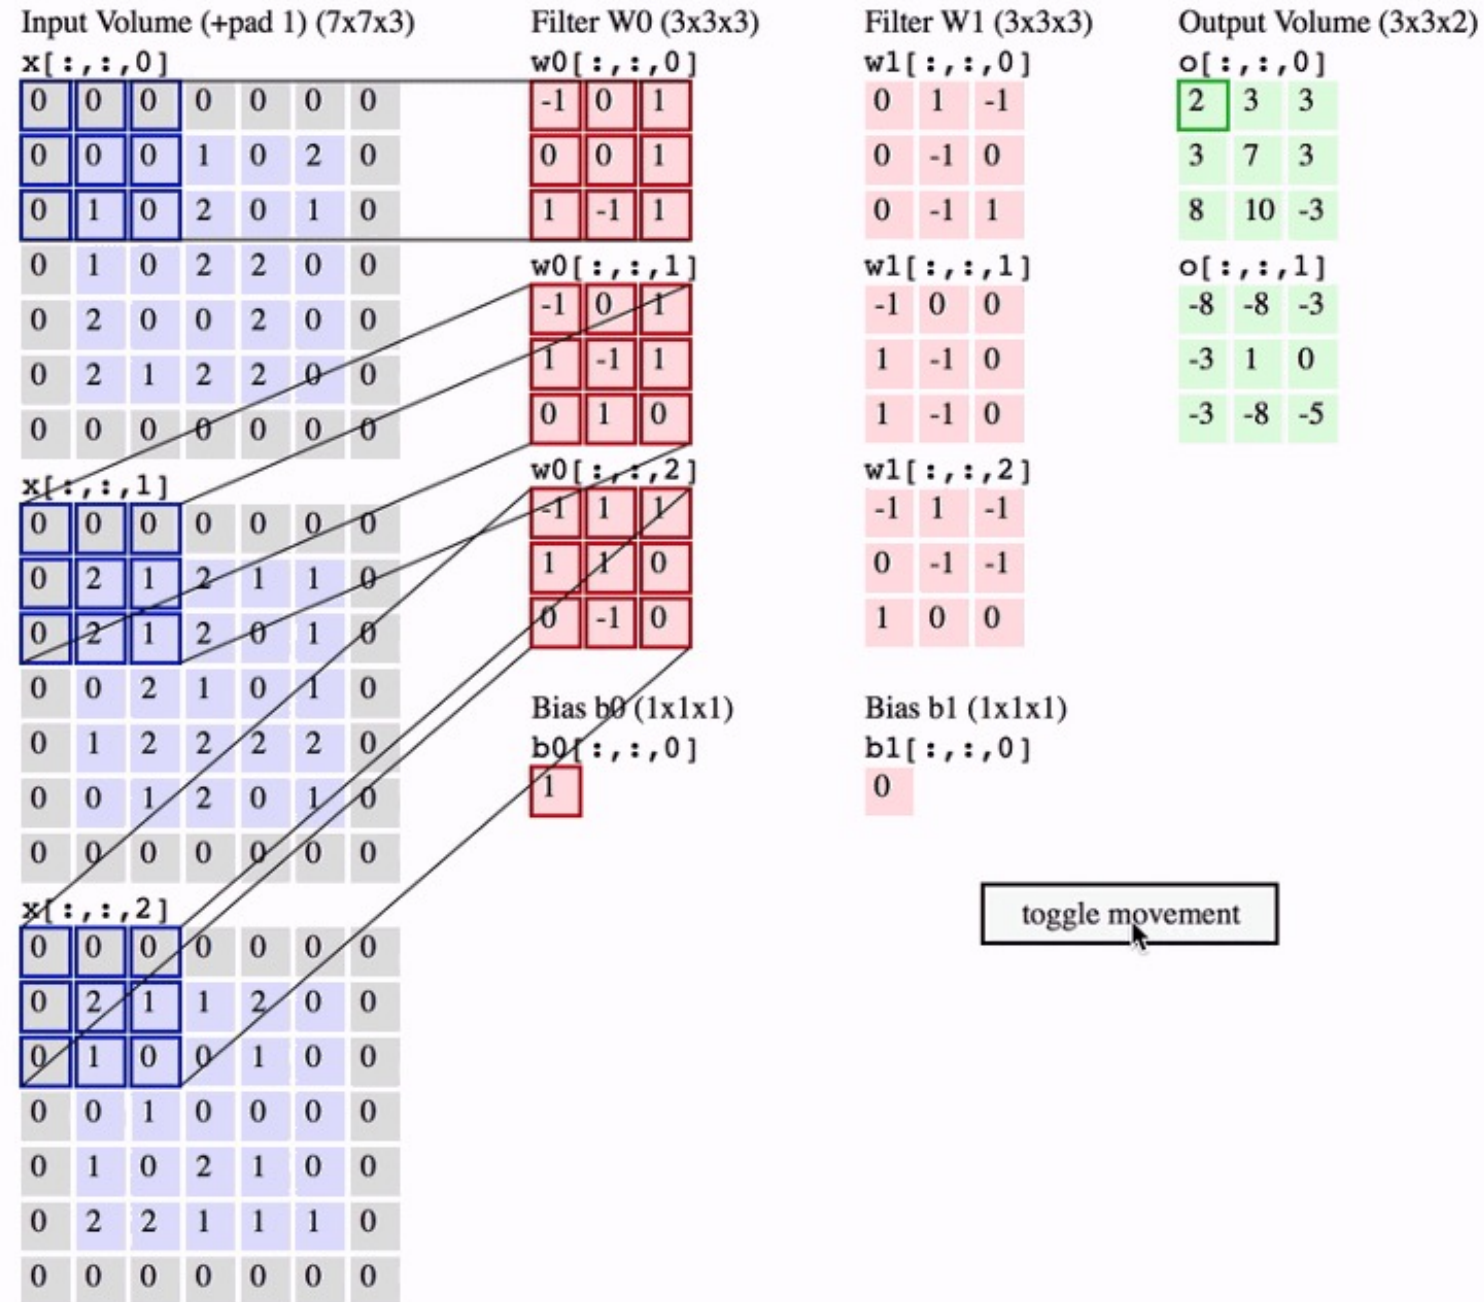 Input Volume (+pad 1) (7x7x3)
x[:,:,0]
0 0 0 0 0 0 0
0 0 0 1 0 2 0
0 1 0 2 0 1 0
0 1 0 2 2 0 0
0 2 0 0 2 0 0
0 2 1 2 2 0 0
0 0 0 0 0 0 0
x[:,:,1]
0 0 0 0 0 0 0
0 2 1 2 1 1 0
0 2 1 2 0 1 0
0 0 2 1 0 1 0
0 1 2 2 2 2 0
0 0 1 2 0 1 0
0 0 0 0 0 0 0
x[:,:,2]
0 0 0 0 0 0 0
0 2 1 1 2 0 0
0 1 0 0 1 0 0
0 0 1 0 0 0 0
0 1 0 2 1 0 0
0 2 2 1 1 1 0
0 0 0 0 0 0 0
Filter W0 (3x3x3)
w0[:,:,0]
-1 0 1
0 0 1
1 -1 1
w0[:,:,1]
-1 0 1
1 -1 1
0 1 0
w0[:,:,2]
-1 1 1
1 1 0
0 -1 0
Bias b0 (1x1x1)
b0[:,:,0]
1
Filter W1 (3x3x3)
w1[:,:,0]
0 1 -1
0 -1 0
0 -1 1
w1[:,:,1]
-1 0 0
1 -1 0
1 -1 0
w1[:,:,2]
-1 1 -1
0 -1 -1
1 0 0
Bias b1 (1x1x1)
b1[:,:,0]
0
Output Volume (3x3x2)
o[:,:,0]
2 3 3
3 7 3
8 10 -3
o[:,:,1]
-8 -8 -3
-3 1 0
-3 -8 -5
toggle movement